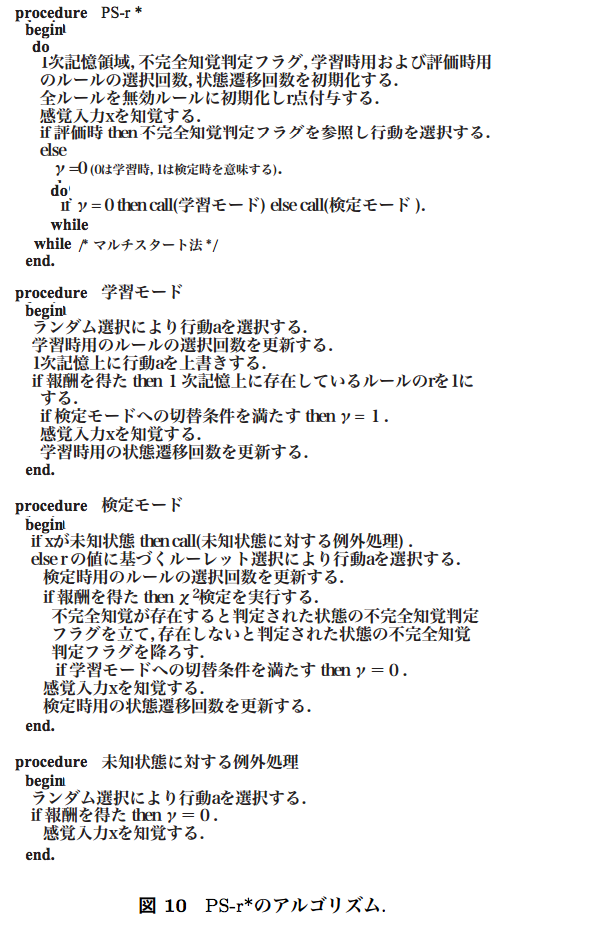 procedure PS-r *
begin
do
1次記憶領域, 不完全知覚判定フラグ, 学習時用および評価時用
のルールの選択回数, 状態遷移回数を初期化する.
全ルールを無効ルールに初期化しr点付与する.
感覚入力xを知覚する.
if 評価時 then 不完全知覚判定フラグを参照し行動を選択する.
else
γ =0 (0は学習時, 1は検定時を意味する).
do
If γ = 0 then call(学習モード) else call(検定モード ).
while
while /* マルチスタート法 */
end.
procedure 学習モード
begin
ランダム選択により行動aを選択する.
学習時用のルールの選択回数を更新する.
1次記憶上に行動aを上書きする.
if 報酬を得た then 1 次記憶上に存在しているルールのrを1に
する.
if 検定モードへの切替条件を満たす then γ = 1 .
感覚入力xを知覚する.
学習時用の状態遷移回数を更新する.
end.
procedure 検定モード
begin
if xが未知状態 then call(未知状態に対する例外処理) .
else r の値に基づくルーレット選択により行動aを選択する.
検定時用のルールの選択回数を更新する.
if 報酬を得た then χ²検定を実行する.
不完全知覚が存在すると判定された状態の不完全知覚判定
フラグを立て, 存在しないと判定された状態の不完全知覚
判定フラグを降ろす.
if 学習モードへの切替条件を満たす then γ = 0 .
感覚入力xを知覚する.
検定時用の状態遷移回数を更新する.
end.
procedure 未知状態に対する例外処理
begin
ランダム選択により行動aを選択する.
if 報酬を得た then γ = 0 .
感覚入力xを知覚する.
end.
図 10 PS-r*のアルゴリズム.